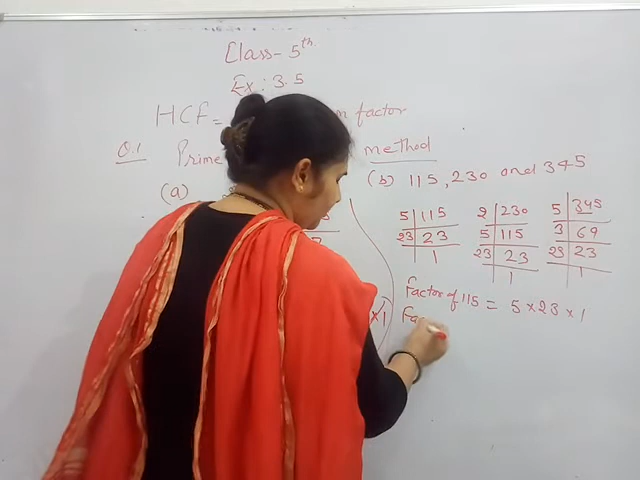 Class - 5th
Ex : 3.5
HCF = factor
Q.1 Prime method
(a)
(b) 115, 230 and 345
5 | 115
23 | 23
1
2 | 230
5 | 115
23 | 23
1
5 | 345
3 | 69
23 | 23
1
Factor of 115 = 5 × 23 × 1
× 1
Fa